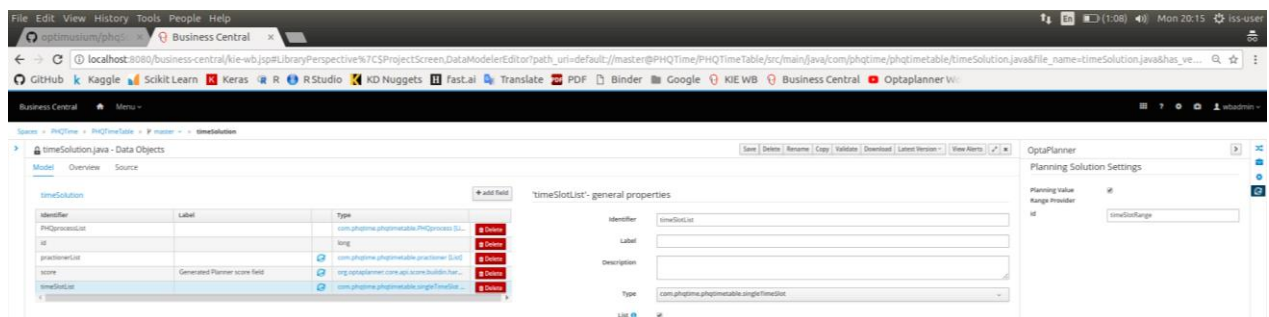 File Edit View History Tools People Help
En (1:08) Mon 20:15 iss-user
optimusium/phqS × Business Central ×
localhost:8080/business-central/kie-wb.jsp#LibraryPerspective%7C$ProjectScreen,DataModelerEditor?path_uri=default://master@PHQTime/PHQTimeTable/src/main/java/com/phqtime/phqtimetable/timeSolution.java&file_name=timeSolution.java&has_ve...
GitHub Kaggle Scikit Learn Keras R RStudio KD Nuggets fast.ai Translate PDF Binder Google KIE WB Business Central Optaplanner
Business Central Menu wbadmin
Spaces » PHQTime » PHQTimeTable » master » timeSolution
timeSolution.java - Data Objects
Save Delete Rename Copy Validate Download Latest Version View Alerts
Model Overview Source
timeSolution
+ add field
Identifier Label Type
PHQprocessList com.phqtime.phqtimetable.PHQprocess [Li... Delete
id long Delete
practionerList com.phqtime.phqtimetable.practioner [List] Delete
score Generated Planner score field org.optaplanner.core.api.score.buildin.har... Delete
timeSlotList com.phqtime.phqtimetable.singleTimeSlot ... Delete
'timeSlotList'- general properties
Identifier timeSlotList
Label
Description
Type com.phqtime.phqtimetable.singleTimeSlot
List
OptaPlanner
Planning Solution Settings
Planning Value
Range Provider
id timeSlotRange